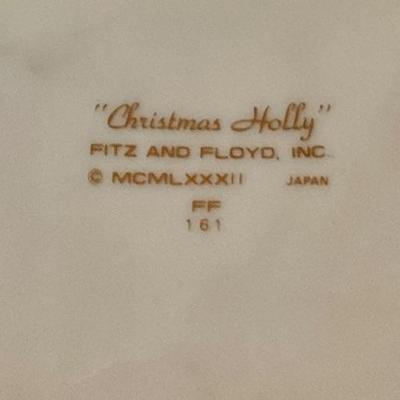 "Christmas Holly"
FITZ AND FLOYD, INC.
© MCMLXXXII JAPAN
FF
161